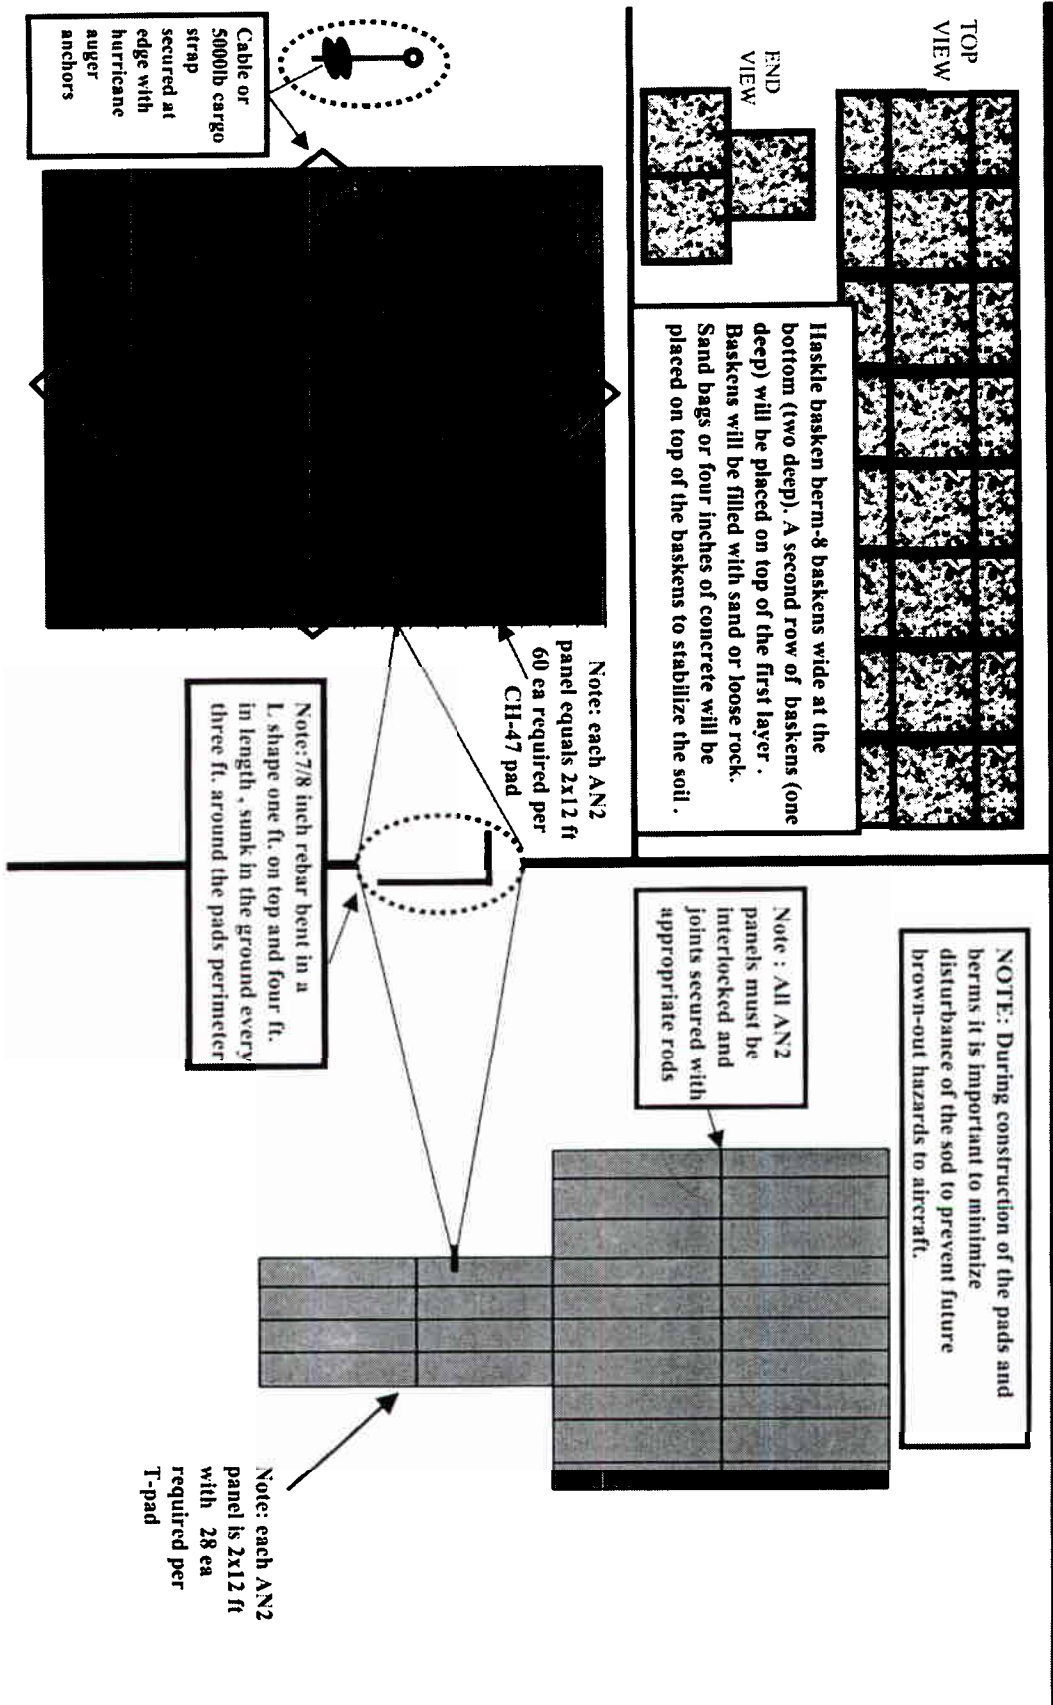 TOP
VIEW
END
VIEW
Haskle basken berm-8 baskens wide at the
bottom (two deep). A second row of baskens (one
deep) will be placed on top of the first layer .
Baskens will be filled with sand or loose rock.
Sand bags or four inches of concrete will be
placed on top of the baskens to stabilize the soil .
Cable or
5000lb cargo
strap
secured at
edge with
hurricane
auger
anchors
Note: each AN2
panel equals 2x12 ft
60 ea required per
CH-47 pad
Note:7/8 inch rebar bent in a
L shape one ft. on top and four ft.
in length , sunk in the ground every
three ft. around the pads perimeter
NOTE: During construction of the pads and
berms it is important to minimize
disturbance of the sod to prevent future
brown-out hazards to aircraft.
Note : All AN2
panels must be
interlocked and
joints secured with
appropriate rods
Note: each AN2
panel is 2x12 ft
with 28 ea
required per
T-pad